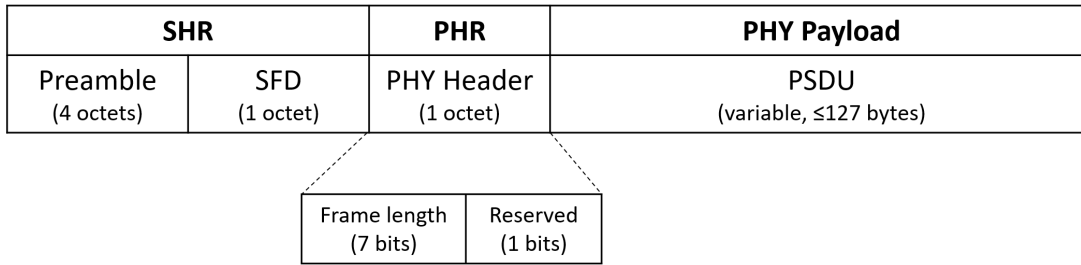 SHR PHR PHY Payload
Preamble SFD PHY Header PSDU
(4 octets) (1 octet) (1 octet) (variable, ≤127 bytes)
Frame length Reserved
(7 bits) (1 bits)